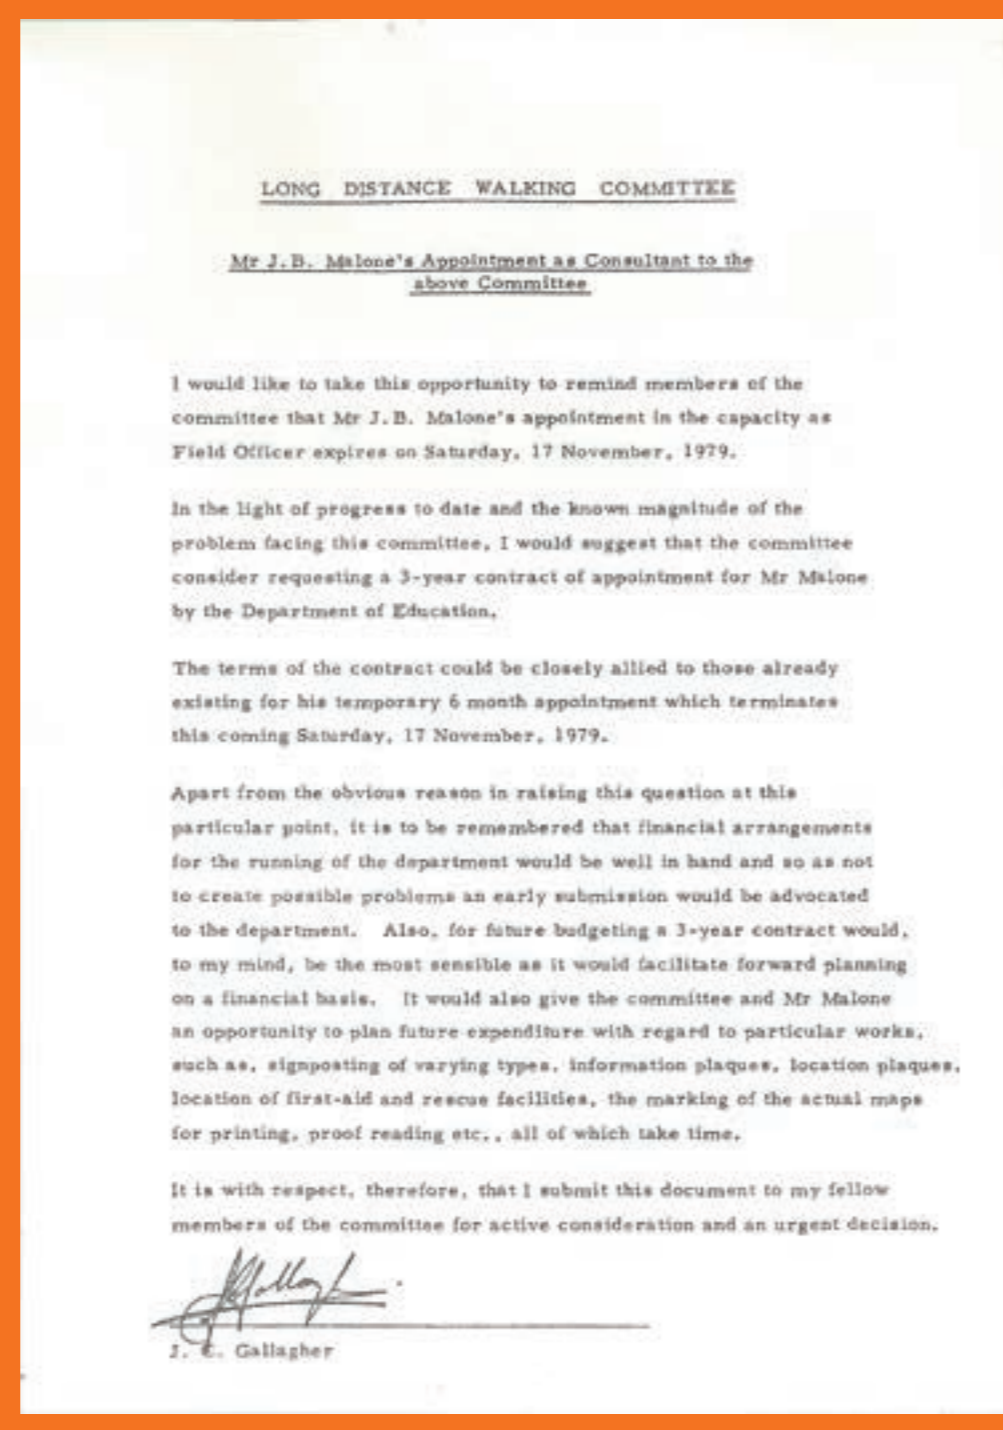 LONG DISTANCE WALKING COMMITTEE
Mr J.B. Malone's Appointment as Consultant to the
above Committee
I would like to take this opportunity to remind members of the
committee that Mr J.B. Malone's appointment in the capacity as
Field Officer expires on Saturday, 17 November, 1979.
In the light of progress to date and the known magnitude of the
problem facing this committee, I would suggest that the committee
consider requesting a 3-year contract of appointment for Mr Malone
by the Department of Education.
The terms of the contract could be closely allied to those already
existing for his temporary 6 month appointment which terminates
this coming Saturday, 17 November, 1979.
Apart from the obvious reason in raising this question at this
particular point, it is to be remembered that financial arrangements
for the running of the department would be well in hand and so as not
to create possible problems an early submission would be advocated
to the department. Also, for future budgeting a 3-year contract would,
to my mind, be the most sensible as it would facilitate forward planning
on a financial basis. It would also give the committee and Mr Malone
an opportunity to plan future expenditure with regard to particular works,
such as, signposting of varying types, information plaques, location plaques,
location of first-aid and rescue facilities, the marking of the actual maps
for printing, proof reading etc., all of which take time.
It is with respect, therefore, that I submit this document to my fellow
members of the committee for active consideration and an urgent decision.
J. C. Gallagher